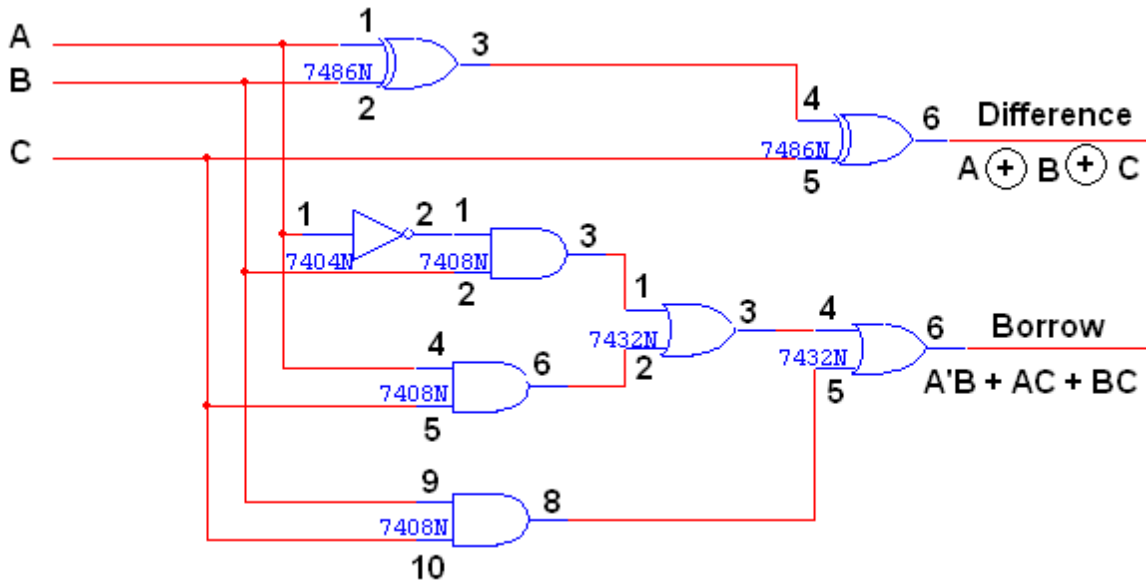 A 1 3
7486N
B 2
4 6 Difference
C 7486N
5 A + B + C
1 2 1 3
7404N 7408N
2 1 3 4 6 Borrow
7432N 7432N
4 6 2 5 A'B + AC + BC
7408N
5
9 8
7408N
10